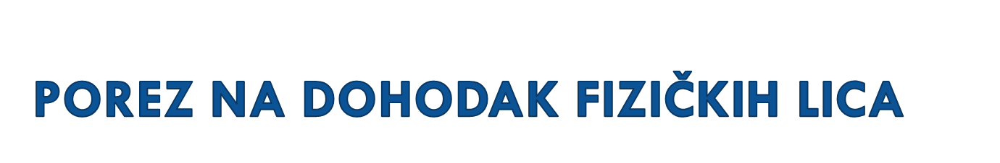 POREZ NA DOHODAK FIZIČKIH LICA